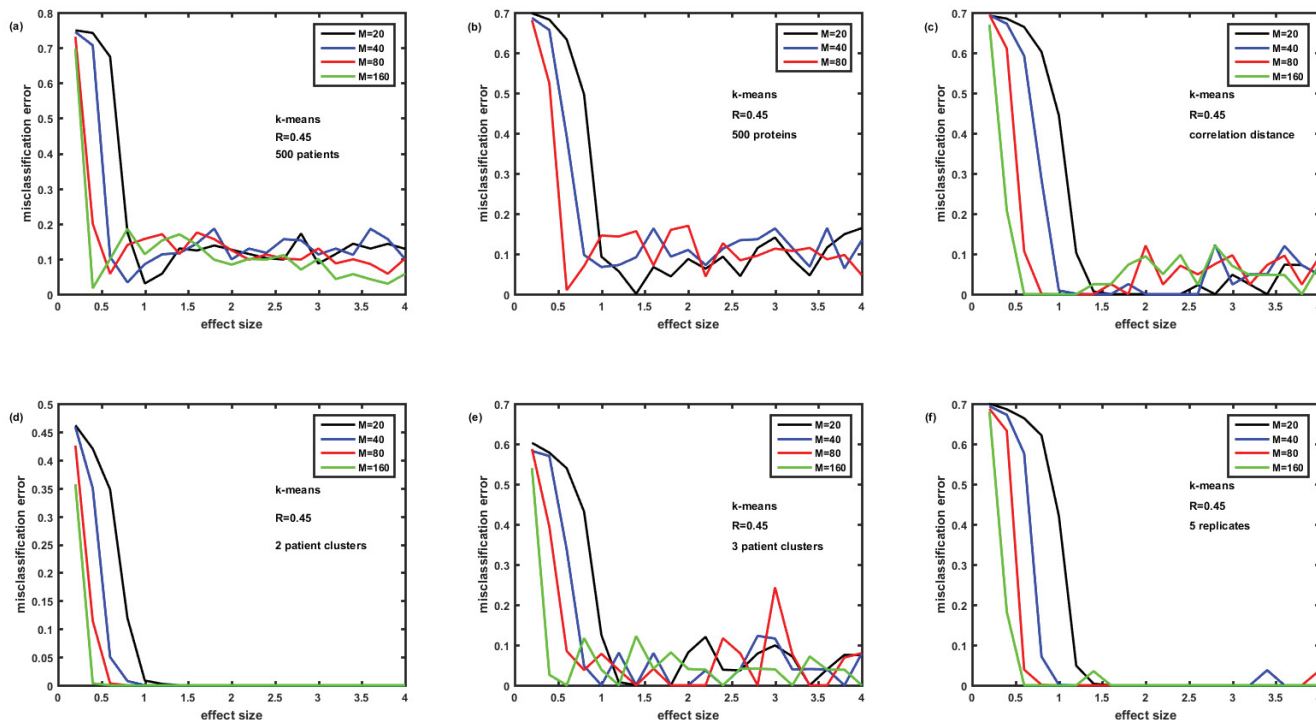 (a)
0.8
0.7
0.6
0.5
0.4
0.3
0.2
0.1
0
misclassification error
M=20
M=40
M=80
M=160
k-means
R=0.45
500 patients
0 0.5 1 1.5 2 2.5 3 3.5 4
effect size
(b)
0.7
0.6
0.5
0.4
0.3
0.2
0.1
0
misclassification error
M=20
M=40
M=80
k-means
R=0.45
500 proteins
0 0.5 1 1.5 2 2.5 3 3.5 4
effect size
(c)
0.7
0.6
0.5
0.4
0.3
0.2
0.1
0
misclassification error
M=20
M=40
M=80
M=160
k-means
R=0.45
correlation distance
0 0.5 1 1.5 2 2.5 3 3.5
effect size
(d)
0.5
0.45
0.4
0.35
0.3
0.25
0.2
0.15
0.1
0.05
0
misclassification error
M=20
M=40
M=80
M=160
k-means
R=0.45
2 patient clusters
0 0.5 1 1.5 2 2.5 3 3.5 4
effect size
(e)
0.7
0.6
0.5
0.4
0.3
0.2
0.1
0
misclassification error
M=20
M=40
M=80
M=160
k-means
R=0.45
3 patient clusters
0 0.5 1 1.5 2 2.5 3 3.5 4
effect size
(f)
0.7
0.6
0.5
0.4
0.3
0.2
0.1
0
misclassification error
M=20
M=40
M=80
M=160
k-means
R=0.45
5 replicates
0 0.5 1 1.5 2 2.5 3 3.5
effect size